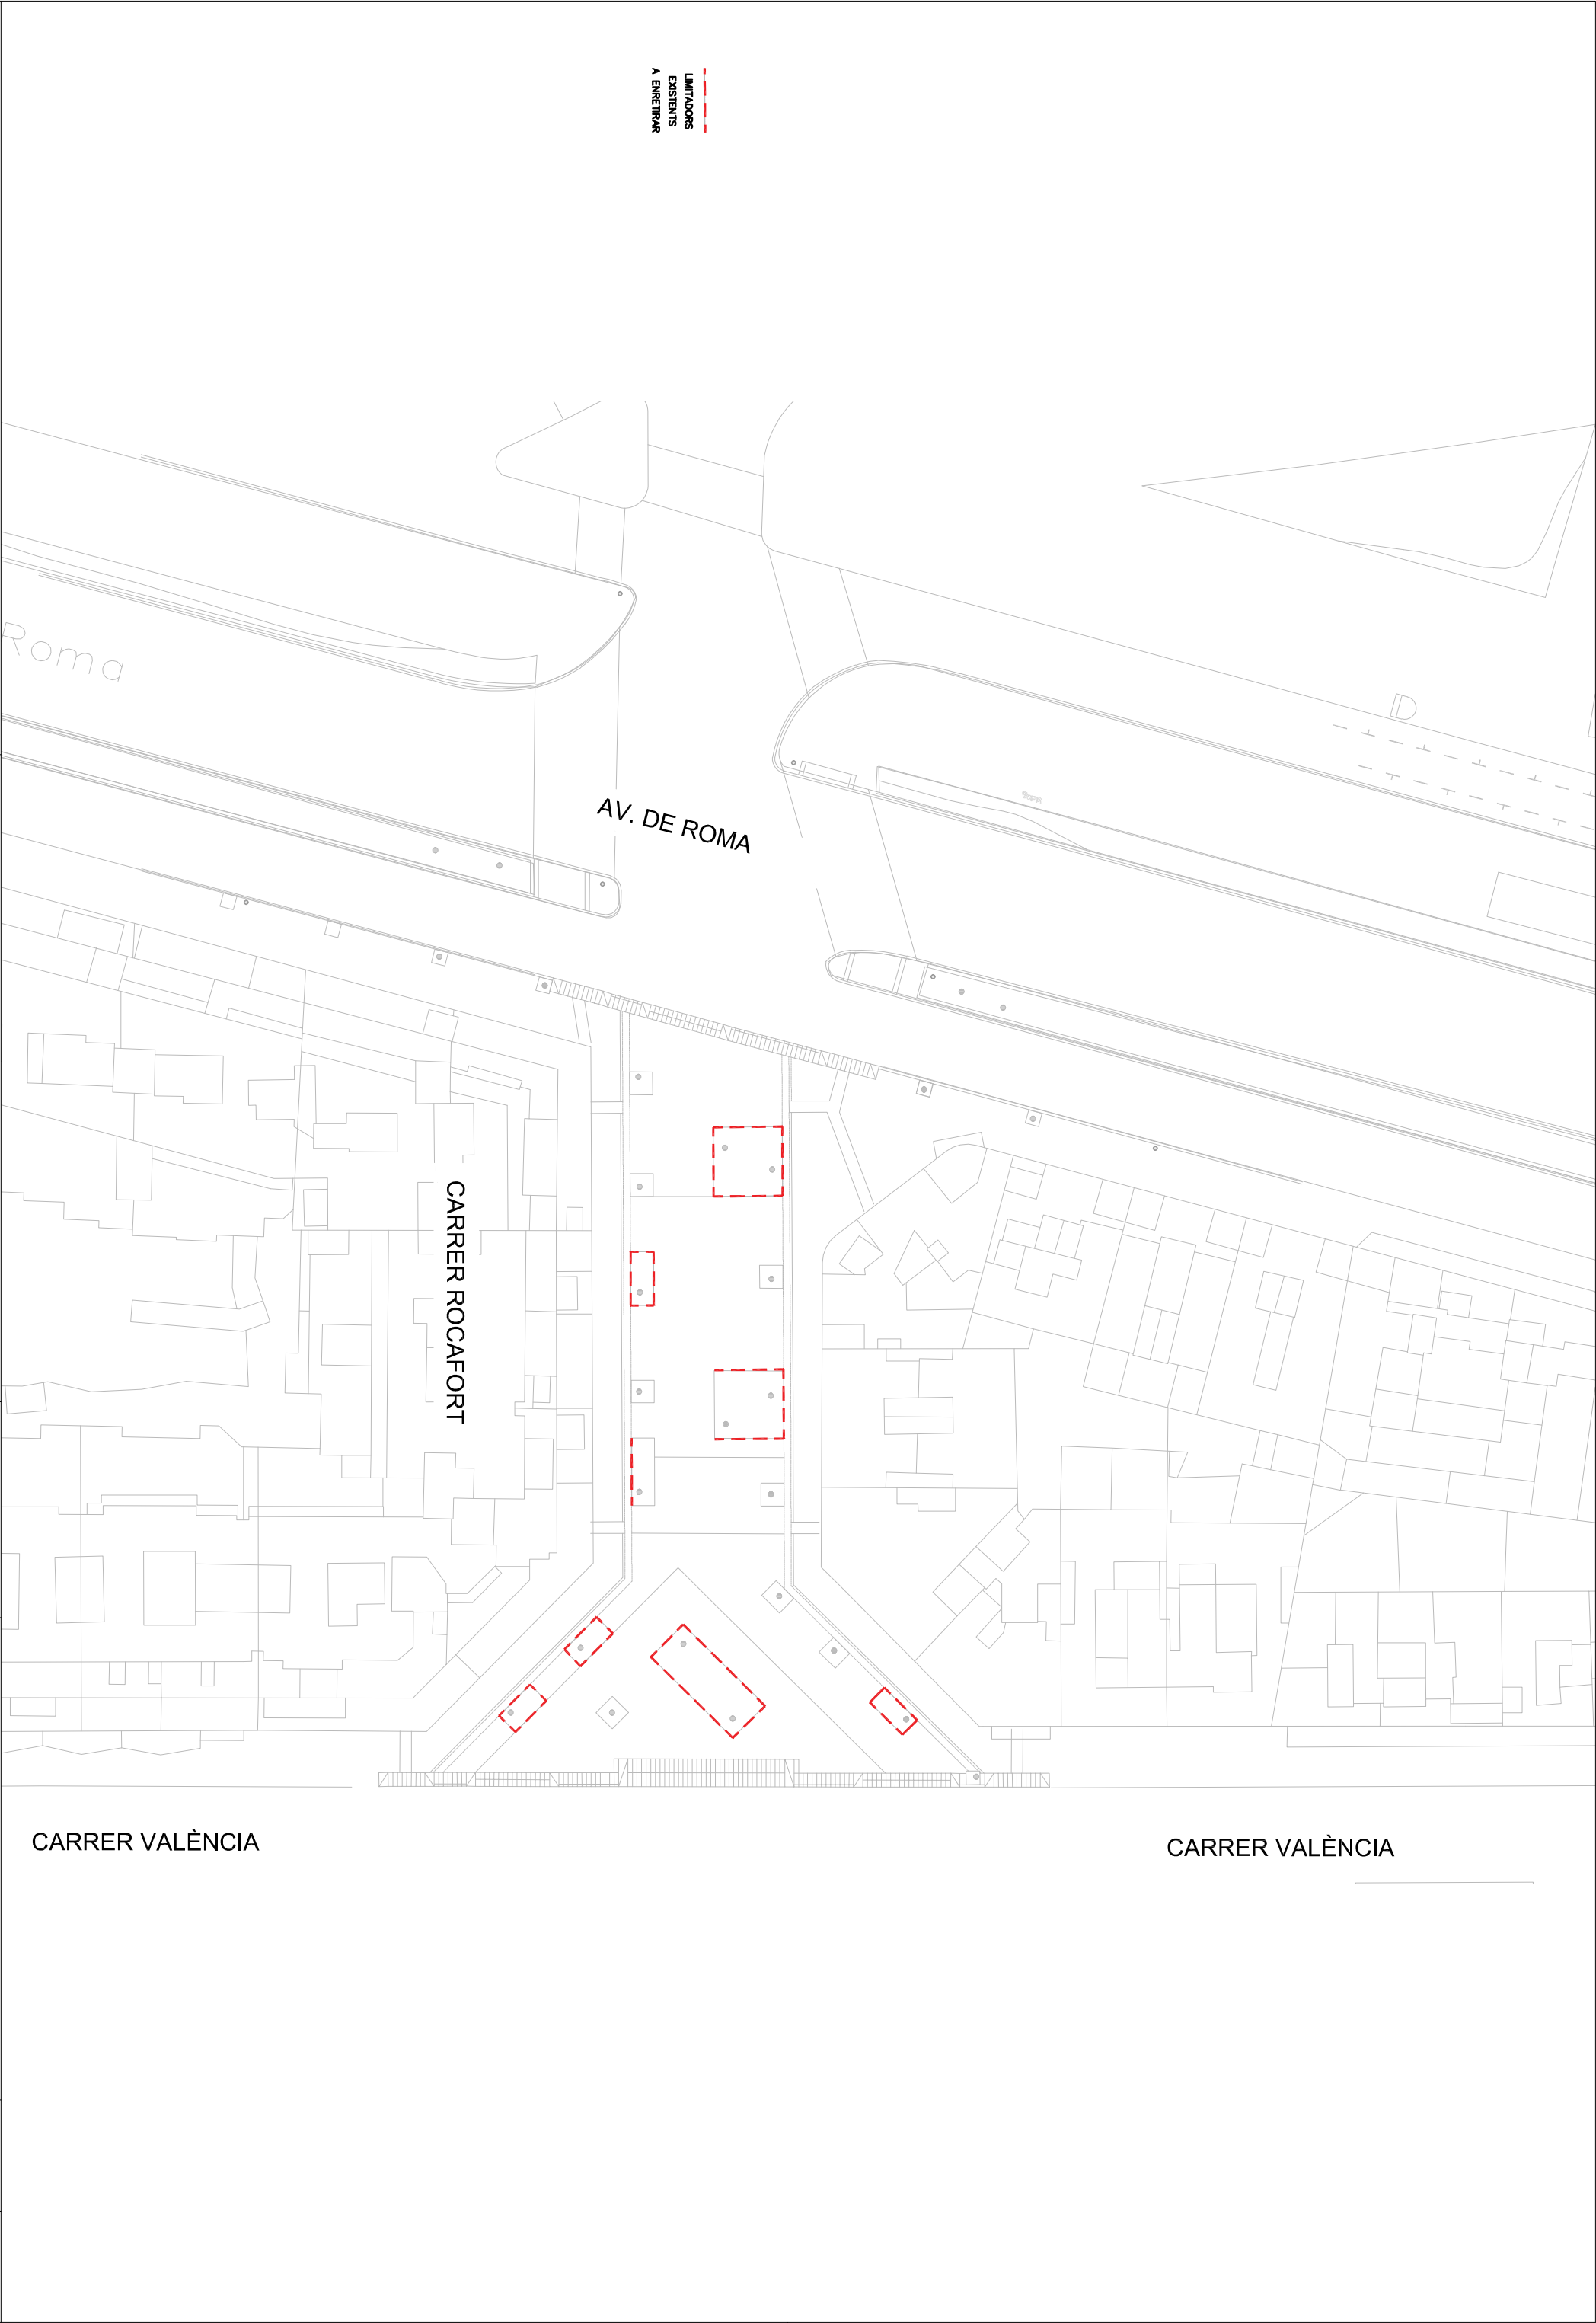 LIMITADORS
EXISTENTS
A ENRETIRAR
Roma
D
AV. DE ROMA
CARRER ROCAFORT
CARRER VALÈNCIA
CARRER VALÈNCIA